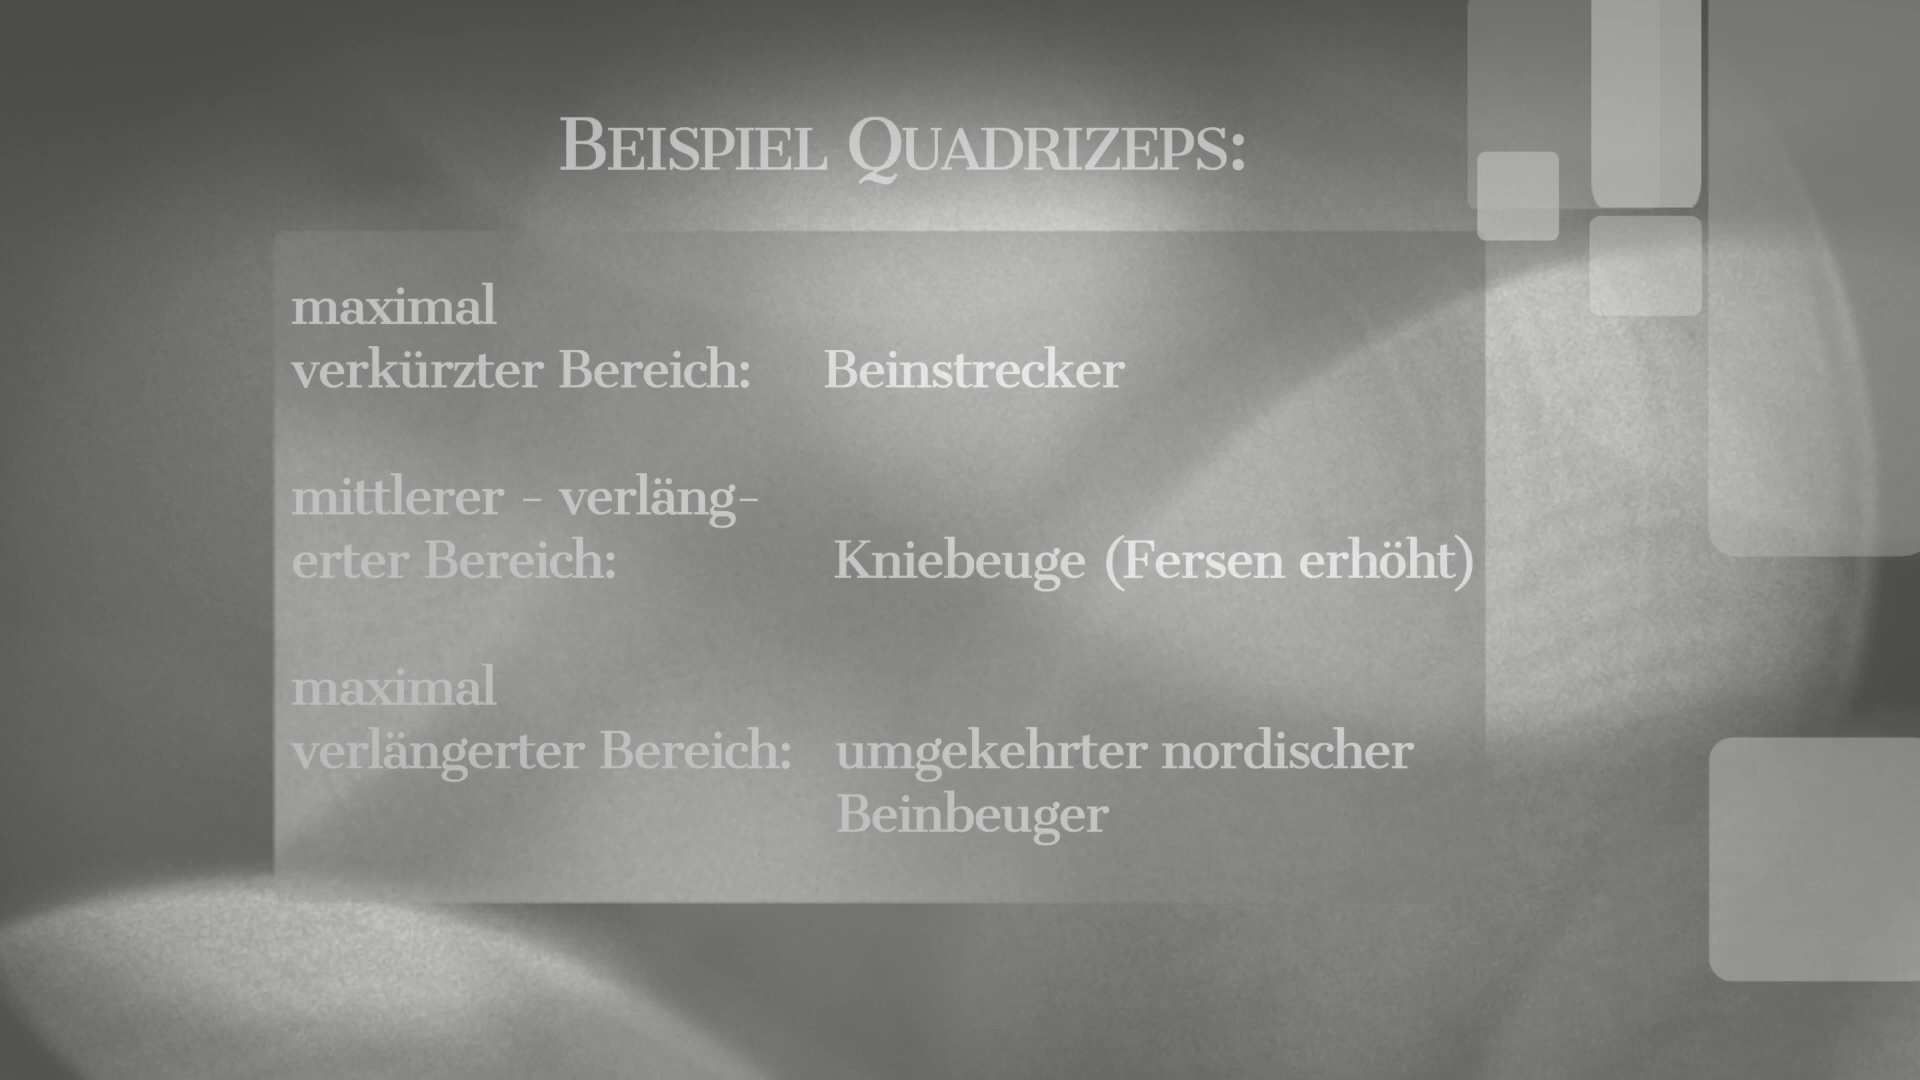 BEISPIEL QUADRIZEPS:
maximal
verkürzter Bereich: Beinstrecker
mittlerer - verläng-
erter Bereich: Kniebeuge (Fersen erhöht)
maximal
verlängerter Bereich: umgekehrter nordischer
Beinbeuger